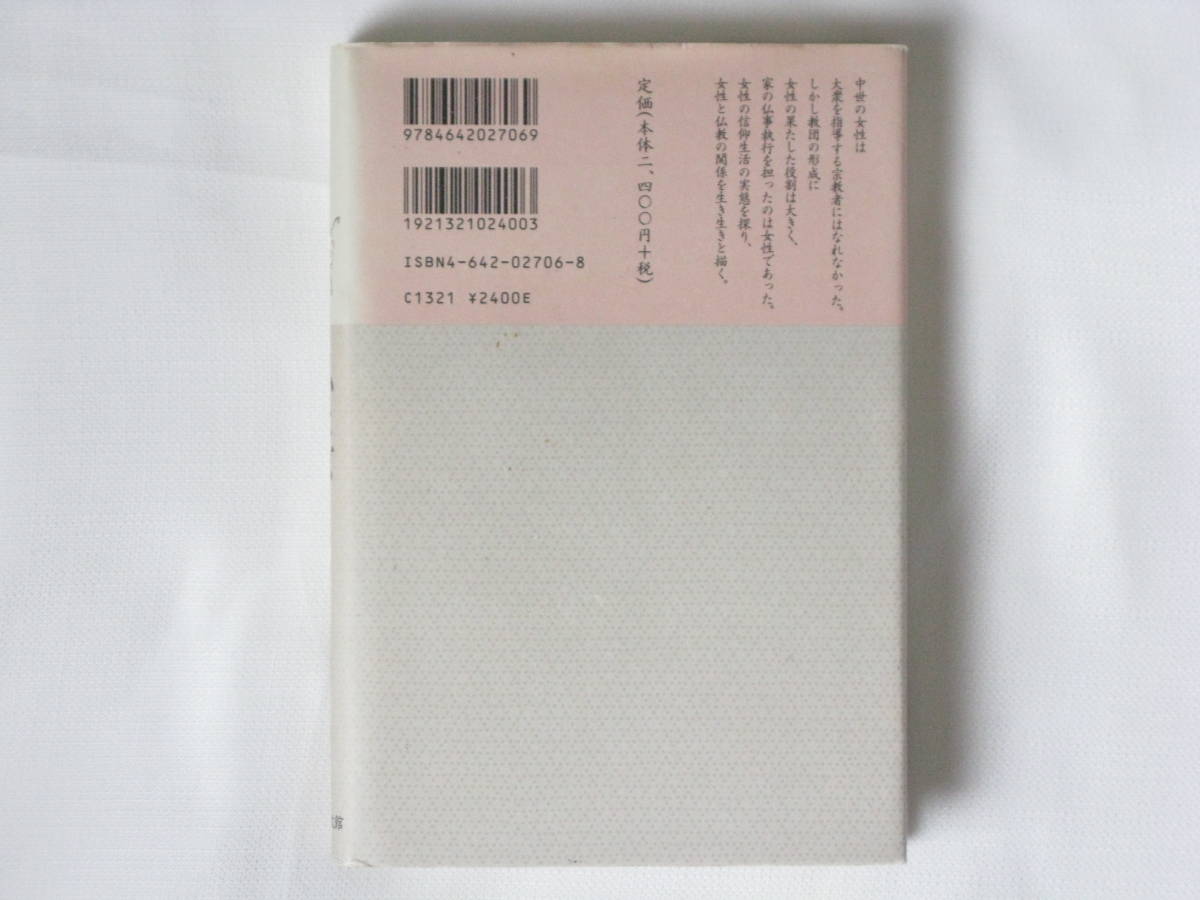 中世の女性は
大衆を指導する宗教者にはなれなかった。
しかし教団の形成に
女性の果たした役割は大きく、
家の仏事執行を担ったのは女性であった。
女性の信仰生活の実態を探り、
女性と仏教の関係を生き生きと描く。
定価(本体二、四〇〇円+税)
9784642027069
1921321024003
ISBN4-642-02706-8
C1321 ¥2400E
館